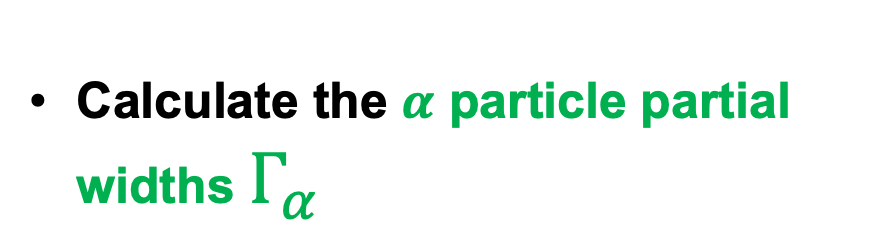 • Calculate the α particle partial
widths Γα